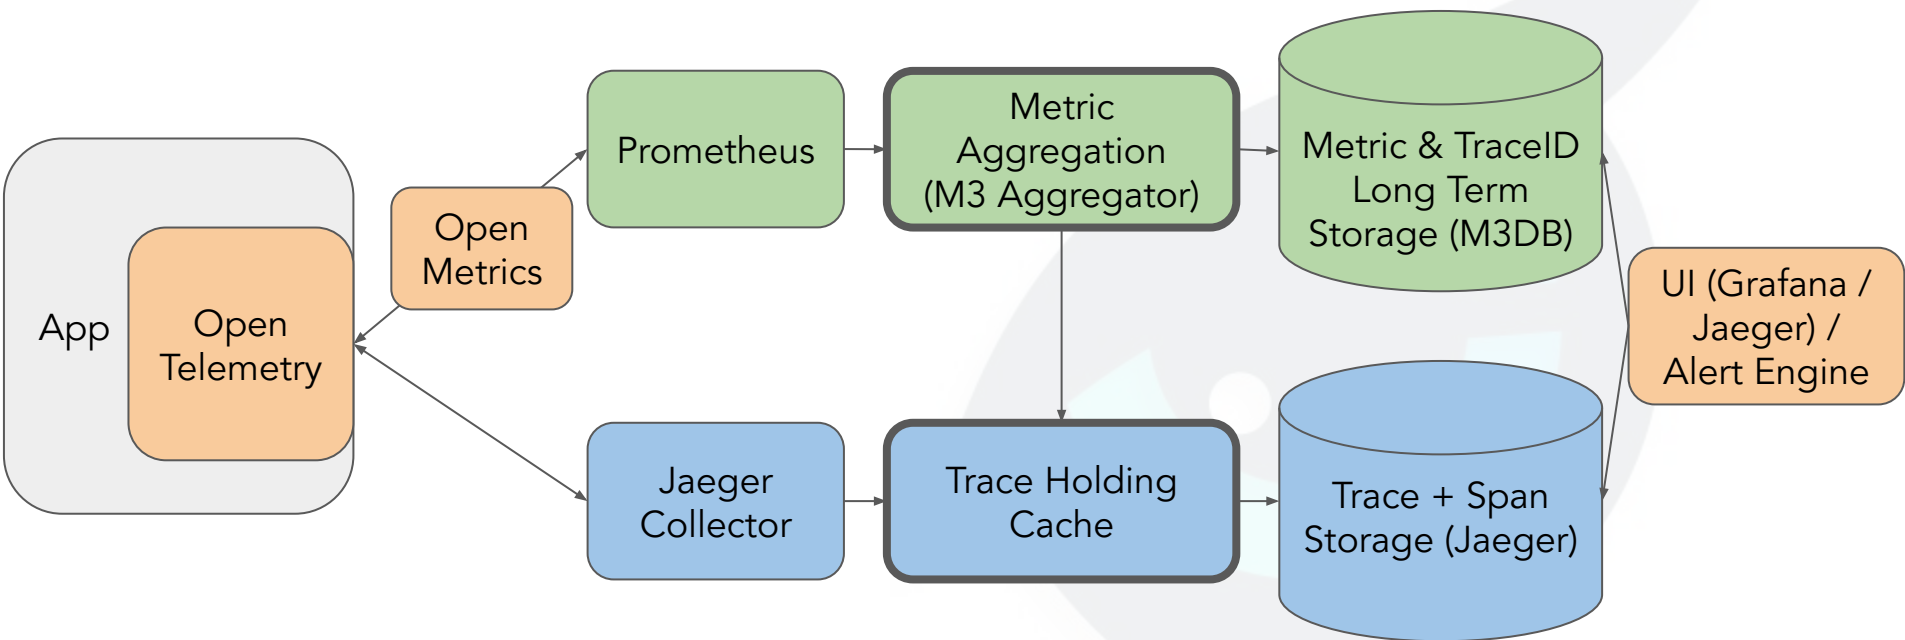 App
Open
Telemetry
Open
Metrics
Prometheus
Metric
Aggregation
(M3 Aggregator)
Metric & TraceID
Long Term
Storage (M3DB)
UI (Grafana /
Jaeger) /
Alert Engine
Jaeger
Collector
Trace Holding
Cache
Trace + Span
Storage (Jaeger)